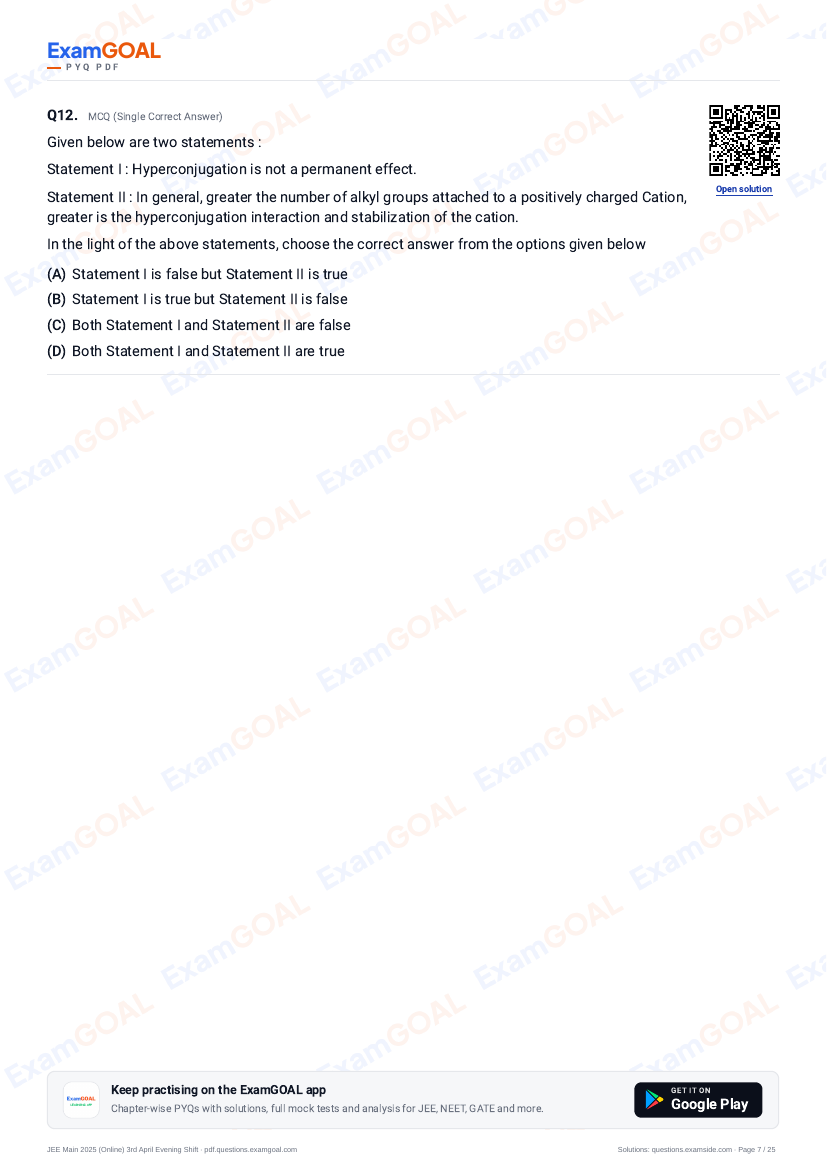 ExamGOAL
PYQ PDF
Q12. MCQ (Single Correct Answer)
Given below are two statements :
Statement I : Hyperconjugation is not a permanent effect.
Statement II : In general, greater the number of alkyl groups attached to a positively charged Cation,
greater is the hyperconjugation interaction and stabilization of the cation.
In the light of the above statements, choose the correct answer from the options given below
(A) Statement I is false but Statement II is true
(B) Statement I is true but Statement II is false
(C) Both Statement I and Statement II are false
(D) Both Statement I and Statement II are true
Open solution
ExamGOAL
Keep practising on the ExamGOAL app
Chapter-wise PYQs with solutions, full mock tests and analysis for JEE, NEET, GATE and more.
GET IT ON
Google Play
JEE Main 2025 (Online) 3rd April Evening Shift · pdf.questions.examgoal.com
Solutions: questions.examside.com · Page 7 / 25